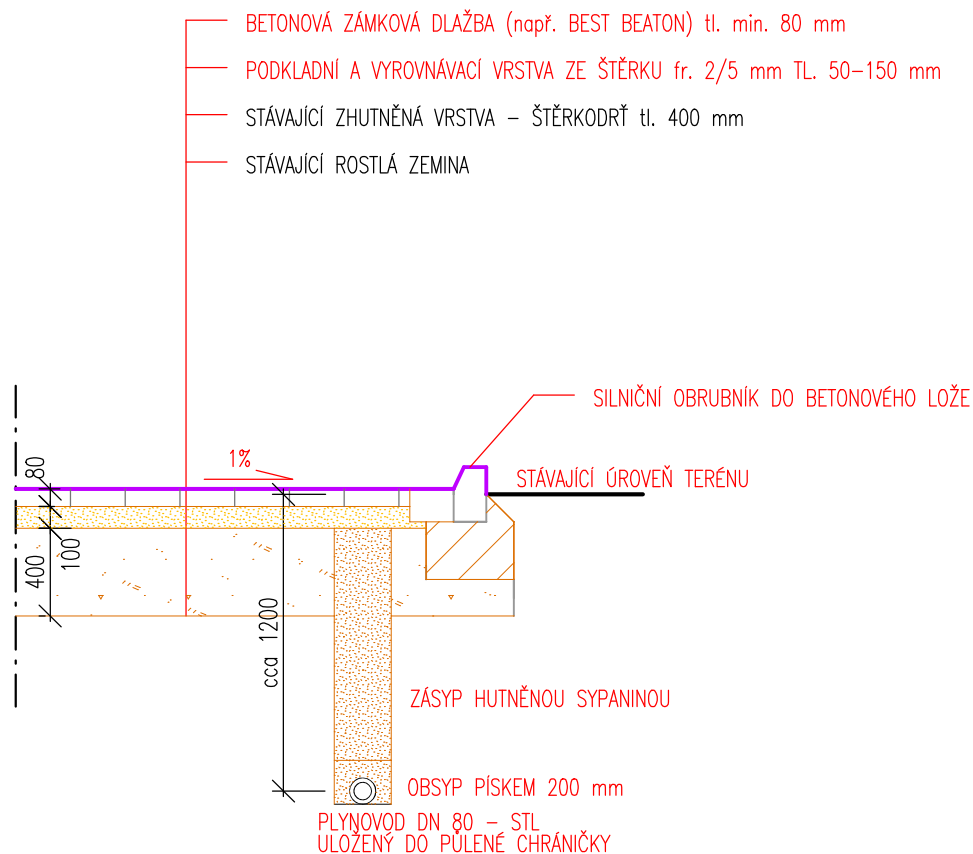 BETONOVÁ ZÁMKOVÁ DLAŽBA (např. BEST BEATON) tl. min. 80 mm
PODKLADNÍ A VYROVNÁVACÍ VRSTVA ZE ŠTĚRKU fr. 2/5 mm TL. 50-150 mm
STÁVAJÍCÍ ZHUTNĚNÁ VRSTVA - ŠTĚRKODRŤ tl. 400 mm
STÁVAJÍCÍ ROSTLÁ ZEMINA
SILNIČNÍ OBRUBNÍK DO BETONOVÉHO LOŽE
1%
STÁVAJÍCÍ ÚROVEŇ TERÉNU
80
100
400
cca 1200
ZÁSYP HUTNĚNOU SYPANINOU
OBSYP PÍSKEM 200 mm
PLYNOVOD DN 80 - STL
ULOŽENÝ DO PŮLENÉ CHRÁNIČKY